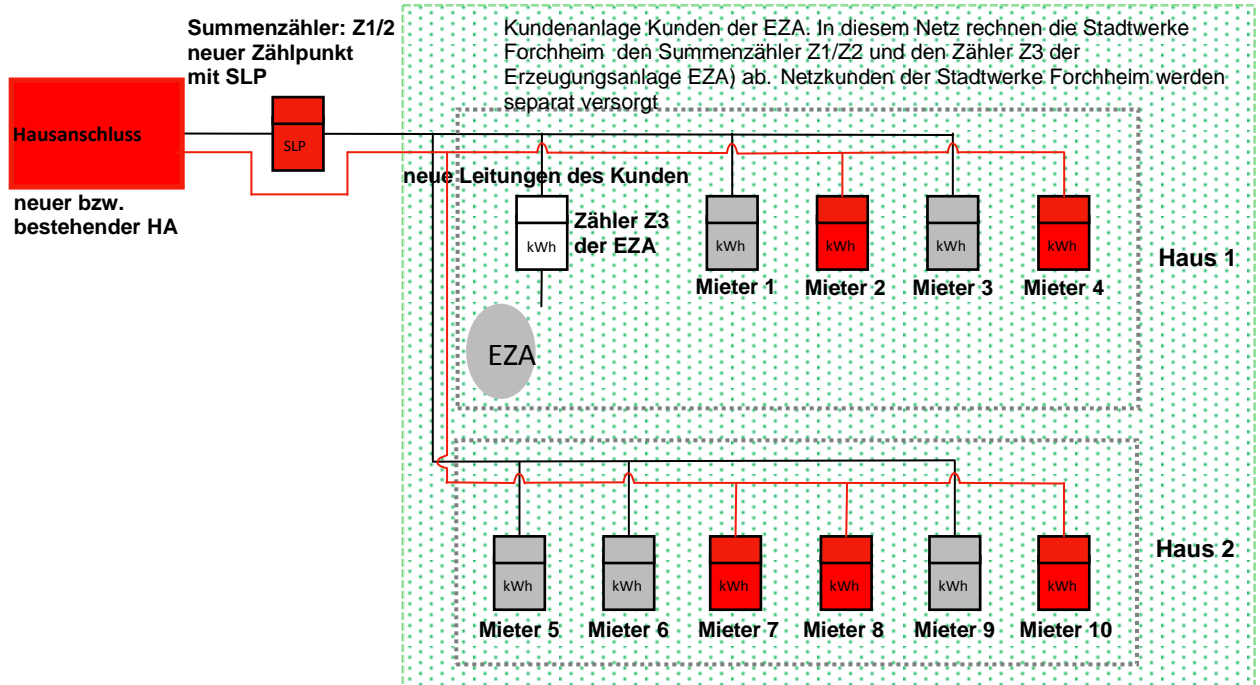 Summenzähler: Z1/2
neuer Zählpunkt
mit SLP
Kundenanlage Kunden der EZA. In diesem Netz rechnen die Stadtwerke
Forchheim den Summenzähler Z1/Z2 und den Zähler Z3 der
Erzeugungsanlage EZA) ab. Netzkunden der Stadtwerke Forchheim werden
separat versorgt
Hausanschluss
SLP
neue Leitungen des Kunden
neuer bzw.
bestehender HA
Zähler Z3
der EZA
kWh
kWh
kWh
kWh
kWh
Haus 1
Mieter 1
Mieter 2
Mieter 3
Mieter 4
EZA
kWh
kWh
kWh
kWh
kWh
kWh
Haus 2
Mieter 5
Mieter 6
Mieter 7
Mieter 8
Mieter 9
Mieter 10